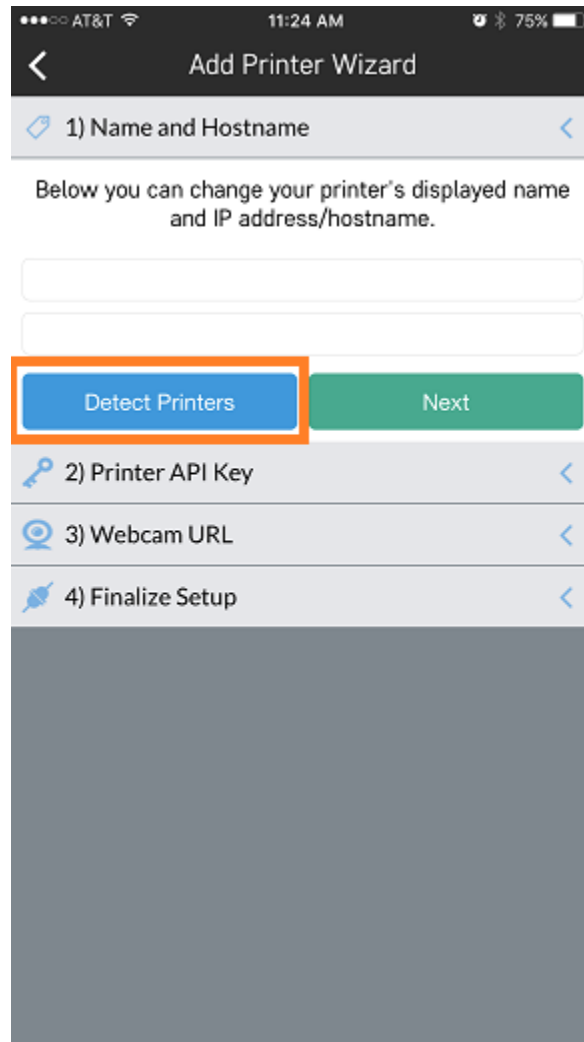 AT&T 11:24 AM 75%
Add Printer Wizard
1) Name and Hostname
Below you can change your printer's displayed name
and IP address/hostname.
Detect Printers Next
2) Printer API Key
3) Webcam URL
4) Finalize Setup